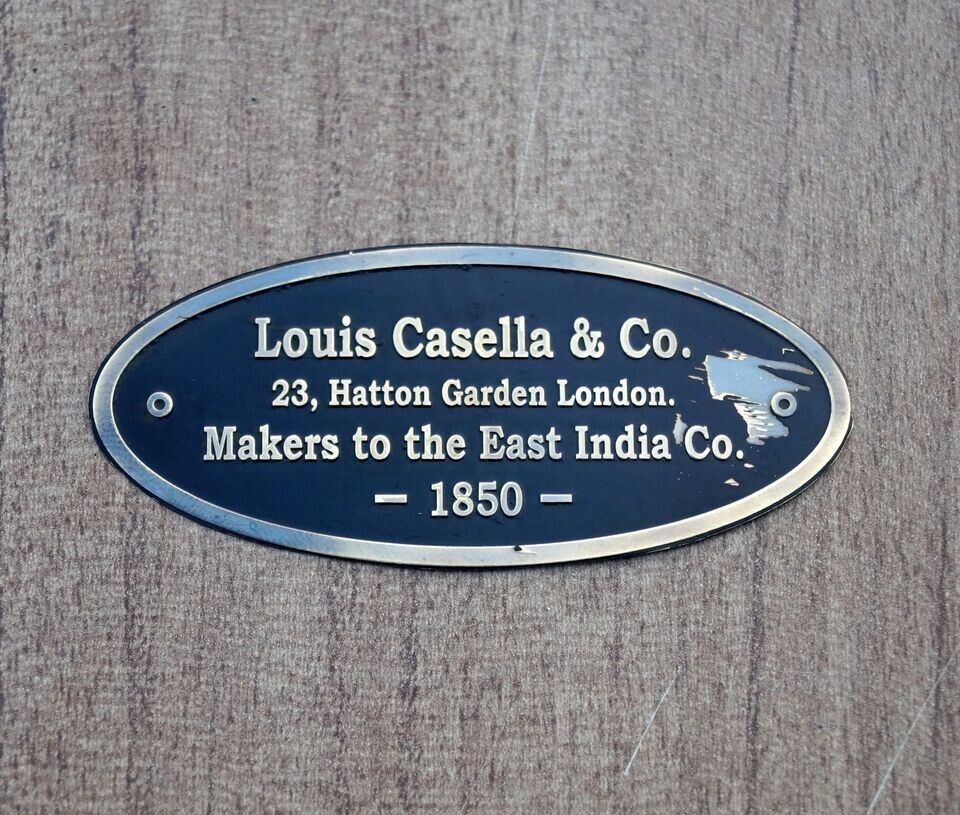 Louis Casella & Co.
23, Hatton Garden London.
Makers to the East India Co.
– 1850 –